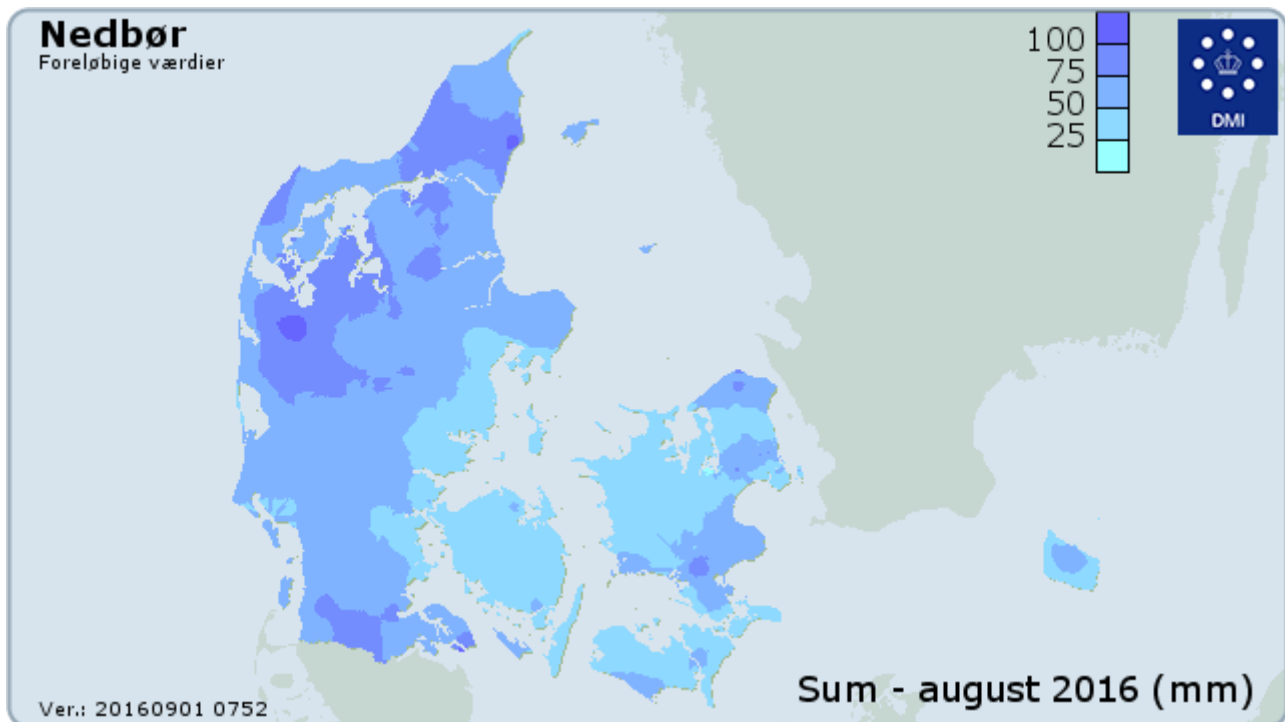 Nedbør
Foreløbige værdier
100
75
50
25
DMI
Sum - august 2016 (mm)
Ver.: 20160901 0752